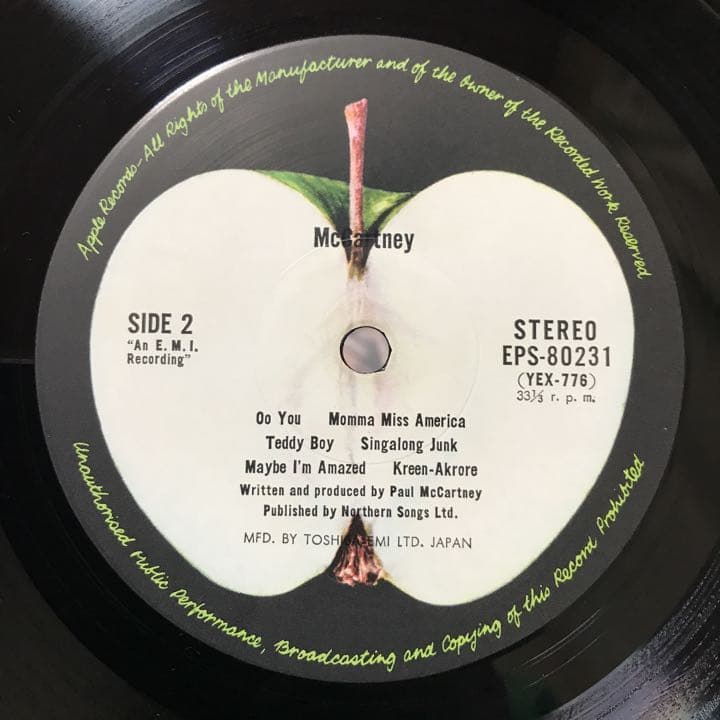 Apple Records-All Rights of the Manufacturer and of the Owner of the Recorded Work Reserved
McCartney
SIDE 2
"An E.M.I.
Recording"
STEREO
EPS-80231
(YEX-776)
33⅓ r. p. m.
Oo You Momma Miss America
Teddy Boy Singalong Junk
Maybe I'm Amazed Kreen-Akrore
Written and produced by Paul McCartney
Published by Northern Songs Ltd.
MFD. BY TOSHIBA-EMI LTD. JAPAN
Unauthorised Public Performance, Broadcasting and Copying of this Record Prohibited